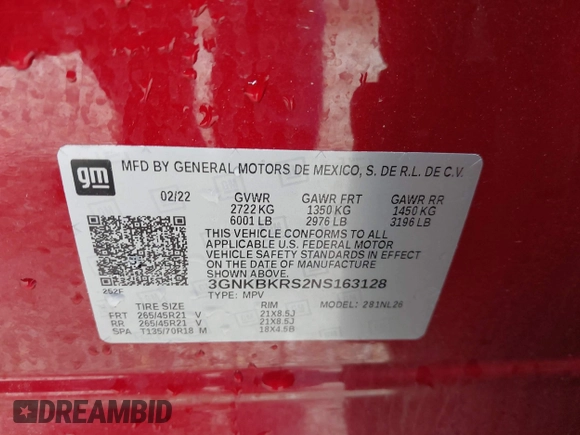 gm MFD BY GENERAL MOTORS DE MEXICO, S. DE R.L. DE C.V.
02/22 GVWR GAWR FRT GAWR RR
2722 KG 1350 KG 1450 KG
6001 LB 2976 LB 3196 LB
THIS VEHICLE CONFORMS TO ALL
APPLICABLE U.S. FEDERAL MOTOR
VEHICLE SAFETY STANDARDS IN EFFECT
ON THE DATE OF MANUFACTURE SHOWN ABOVE.
3GNKBKRS2NS163128
252F TYPE: MPV MODEL: 281NL26
TIRE SIZE RIM
FRT 265/45R21 V 21X8.5J
RR 265/45R21 V 21X8.5J
SPA T135/70R18 M 18X4.5B
DREAMBID